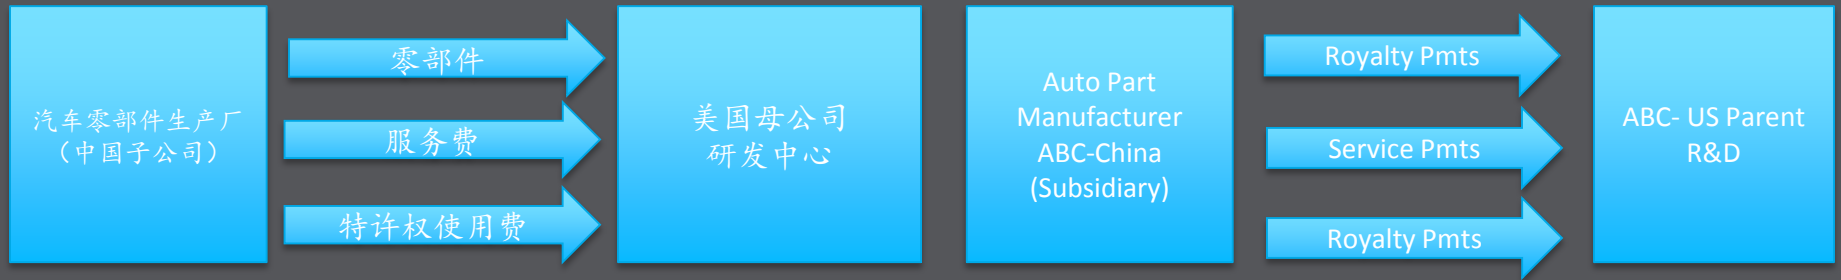 汽车零部件生产厂
（中国子公司）
零部件
服务费
特许权使用费
美国母公司
研发中心
Auto Part
Manufacturer
ABC-China
(Subsidiary)
Royalty Pmts
Service Pmts
Royalty Pmts
ABC- US Parent
R&D